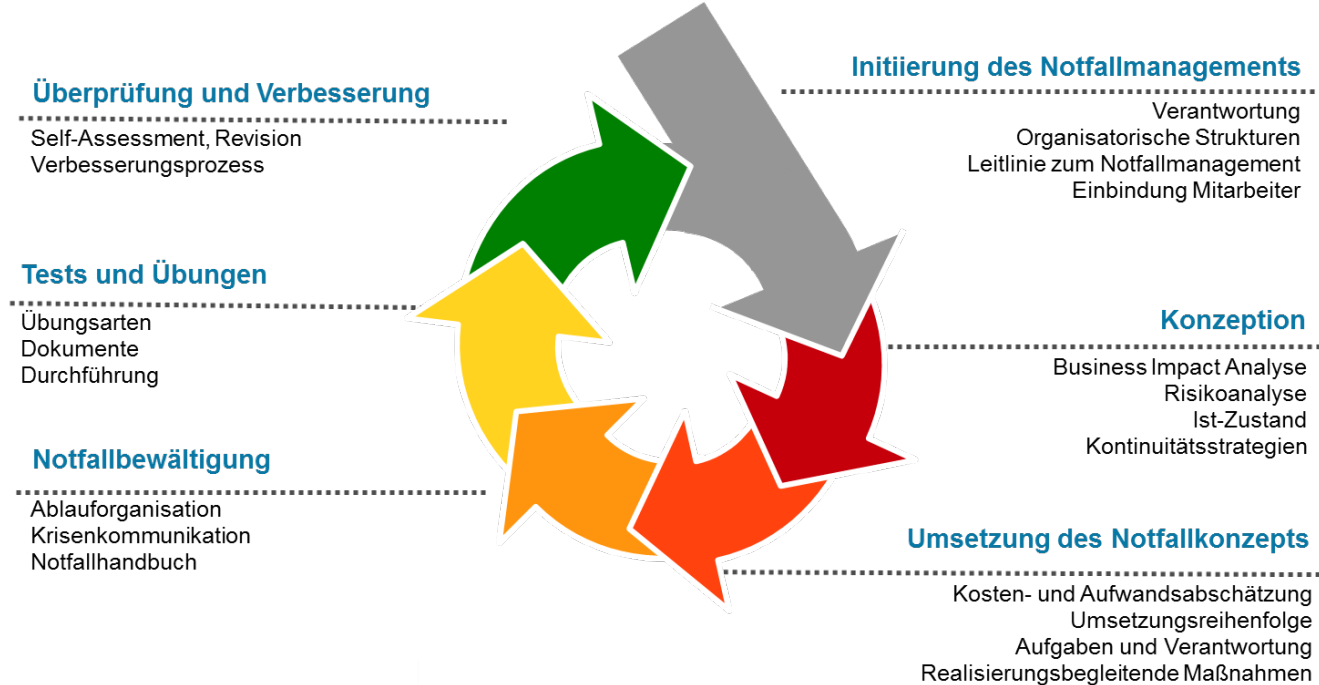 Initiierung des Notfallmanagements
Verantwortung
Organisatorische Strukturen
Leitlinie zum Notfallmanagement
Einbindung Mitarbeiter
Konzeption
Business Impact Analyse
Risikoanalyse
Ist-Zustand
Kontinuitätsstrategien
Umsetzung des Notfallkonzepts
Kosten- und Aufwandsabschätzung
Umsetzungsreihenfolge
Aufgaben und Verantwortung
Realisierungsbegleitende Maßnahmen
Notfallbewältigung
Ablauforganisation
Krisenkommunikation
Notfallhandbuch
Tests und Übungen
Übungsarten
Dokumente
Durchführung
Überprüfung und Verbesserung
Self-Assessment, Revision
Verbesserungsprozess